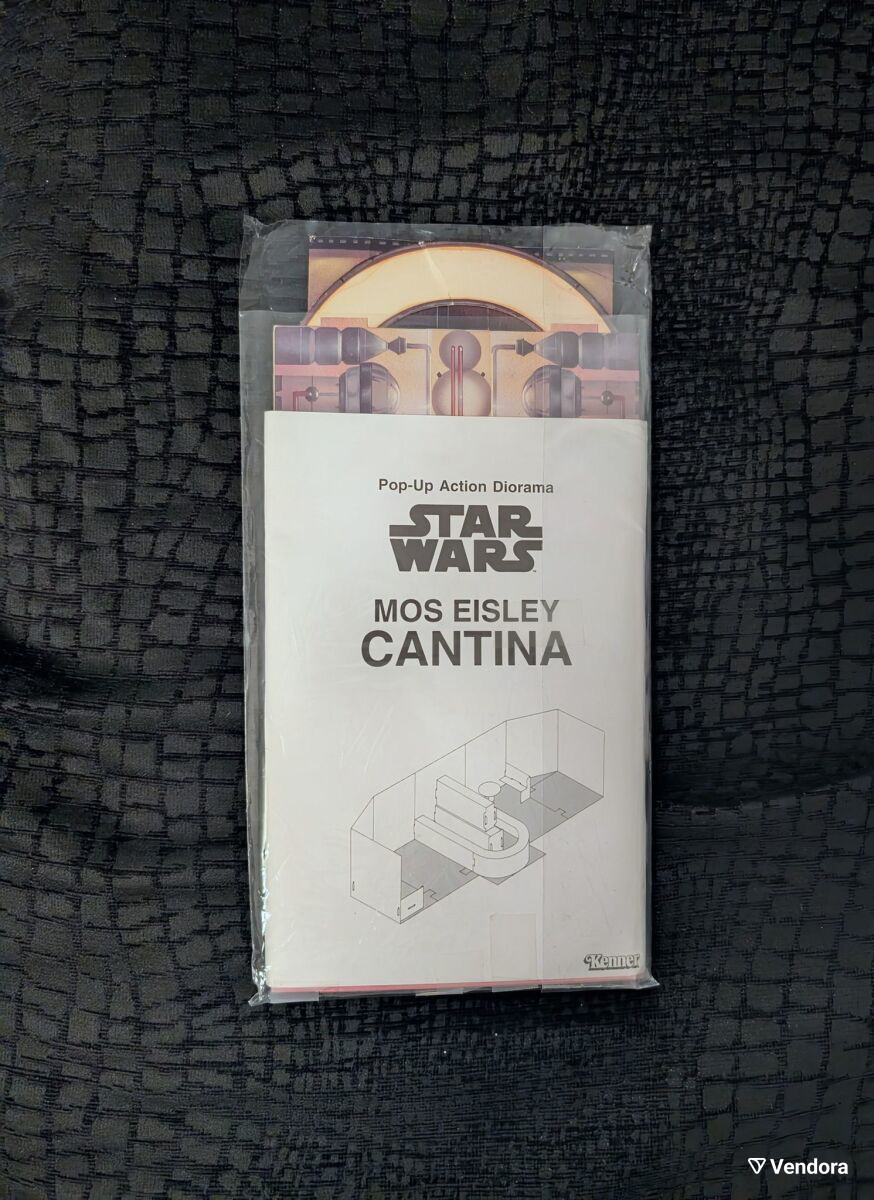 Pop-Up Action Diorama
STAR
WARS
MOS EISLEY
CANTINA
Kenner
Vendora